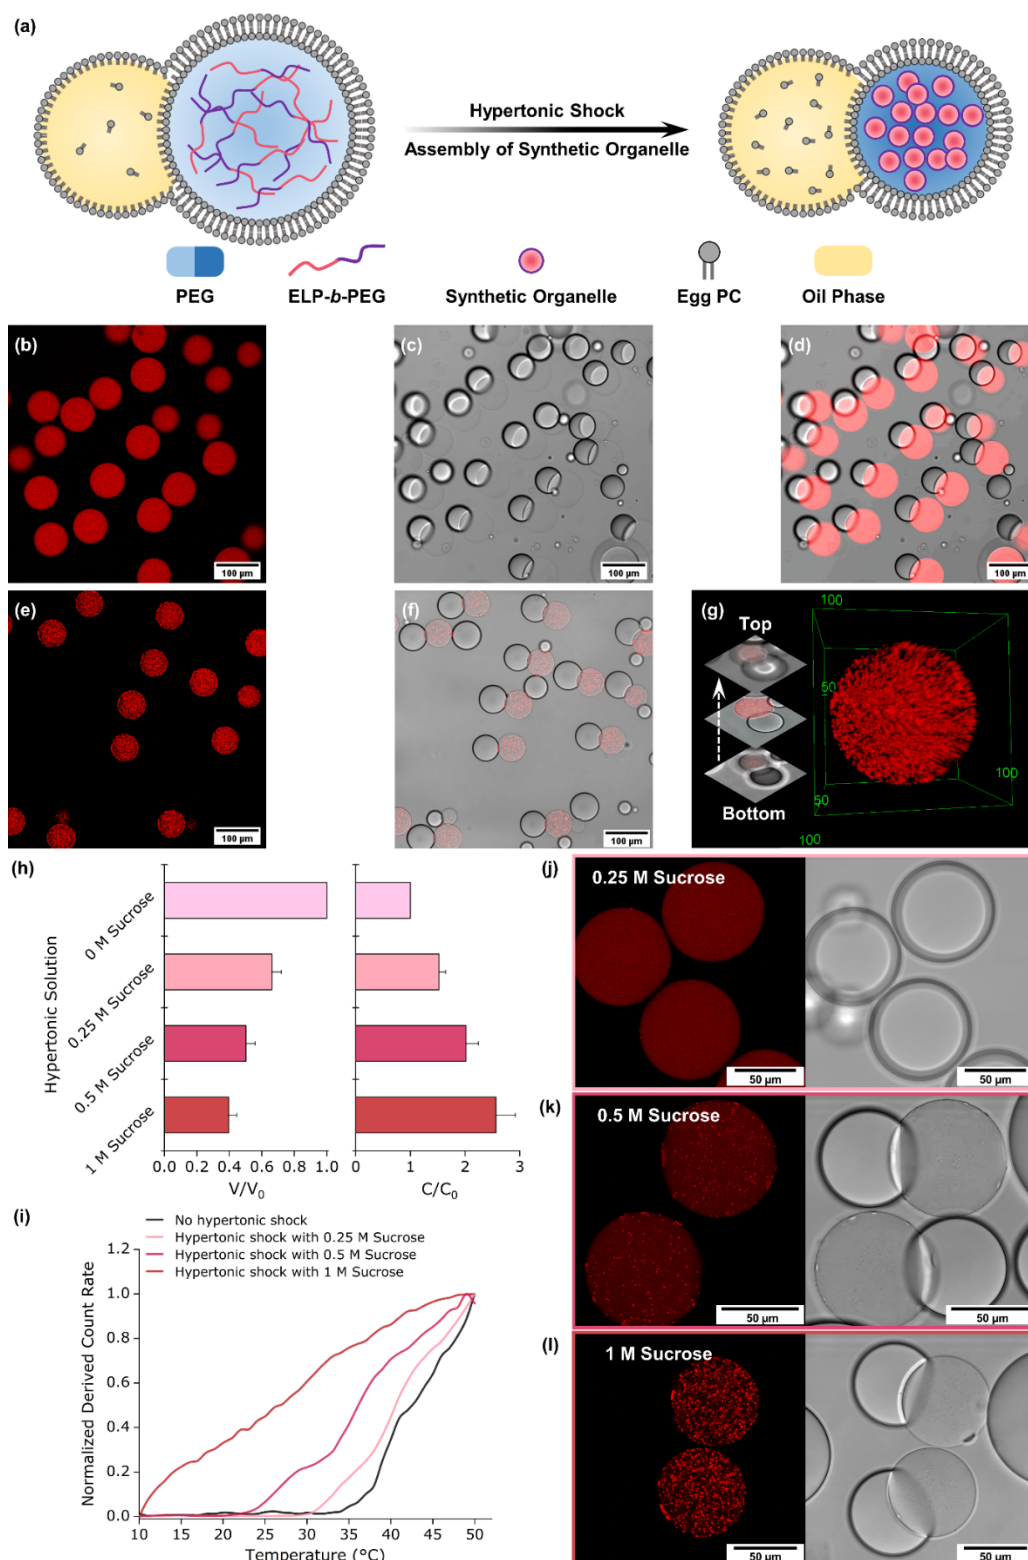 (a)
Hypertonic Shock
Assembly of Synthetic Organelle
PEG
ELP-b-PEG
Synthetic Organelle
Egg PC
Oil Phase
(b)
100 µm
(c)
100 µm
(d)
100 µm
(e)
100 µm
(f)
100 µm
(g)
Top
Bottom
100
50
100
50
100
(h)
Hypertonic Solution
0 M Sucrose
0.25 M Sucrose
0.5 M Sucrose
1 M Sucrose
0.0 0.2 0.4 0.6 0.8 1.0
V/V0
0 1 2 3
C/C0
(i)
No hypertonic shock
Hypertonic shock with 0.25 M Sucrose
Hypertonic shock with 0.5 M Sucrose
Hypertonic shock with 1 M Sucrose
Normalized Derived Count Rate
1.2
1.0
0.8
0.6
0.4
0.2
0.0
10 15 20 25 30 35 40 45 50
Temperature (°C)
(j)
0.25 M Sucrose
50 µm
50 µm
(k)
0.5 M Sucrose
50 µm
50 µm
(l)
1 M Sucrose
50 µm
50 µm